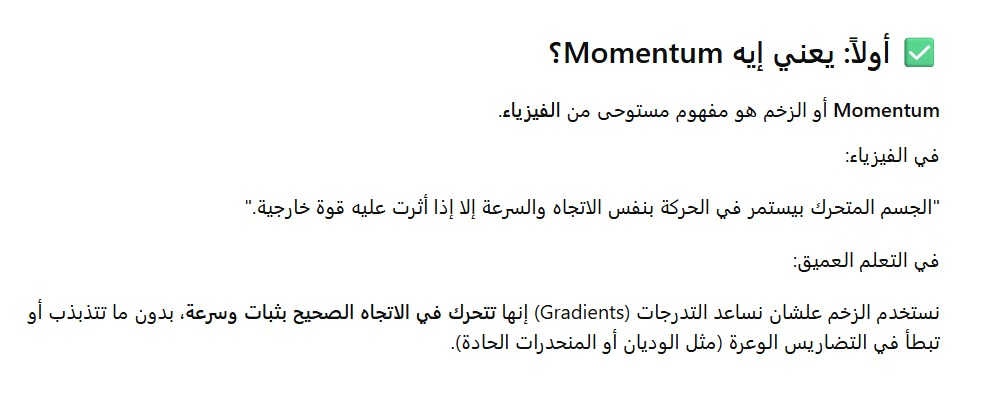 ✅ أولاً: يعني إيه Momentum؟
Momentum أو الزخم هو مفهوم مستوحى من الفيزياء.
في الفيزياء:
"الجسم المتحرك بيستمر في الحركة بنفس الاتجاه والسرعة إلا إذا أثرت عليه قوة خارجية."
في التعلم العميق:
نستخدم الزخم علشان نساعد التدرجات (Gradients) إنها تتحرك في الاتجاه الصحيح بثبات وسرعة، بدون ما تتذبذب أو
تبطأ في التضاريس الوعرة (مثل الوديان أو المنحدرات الحادة).